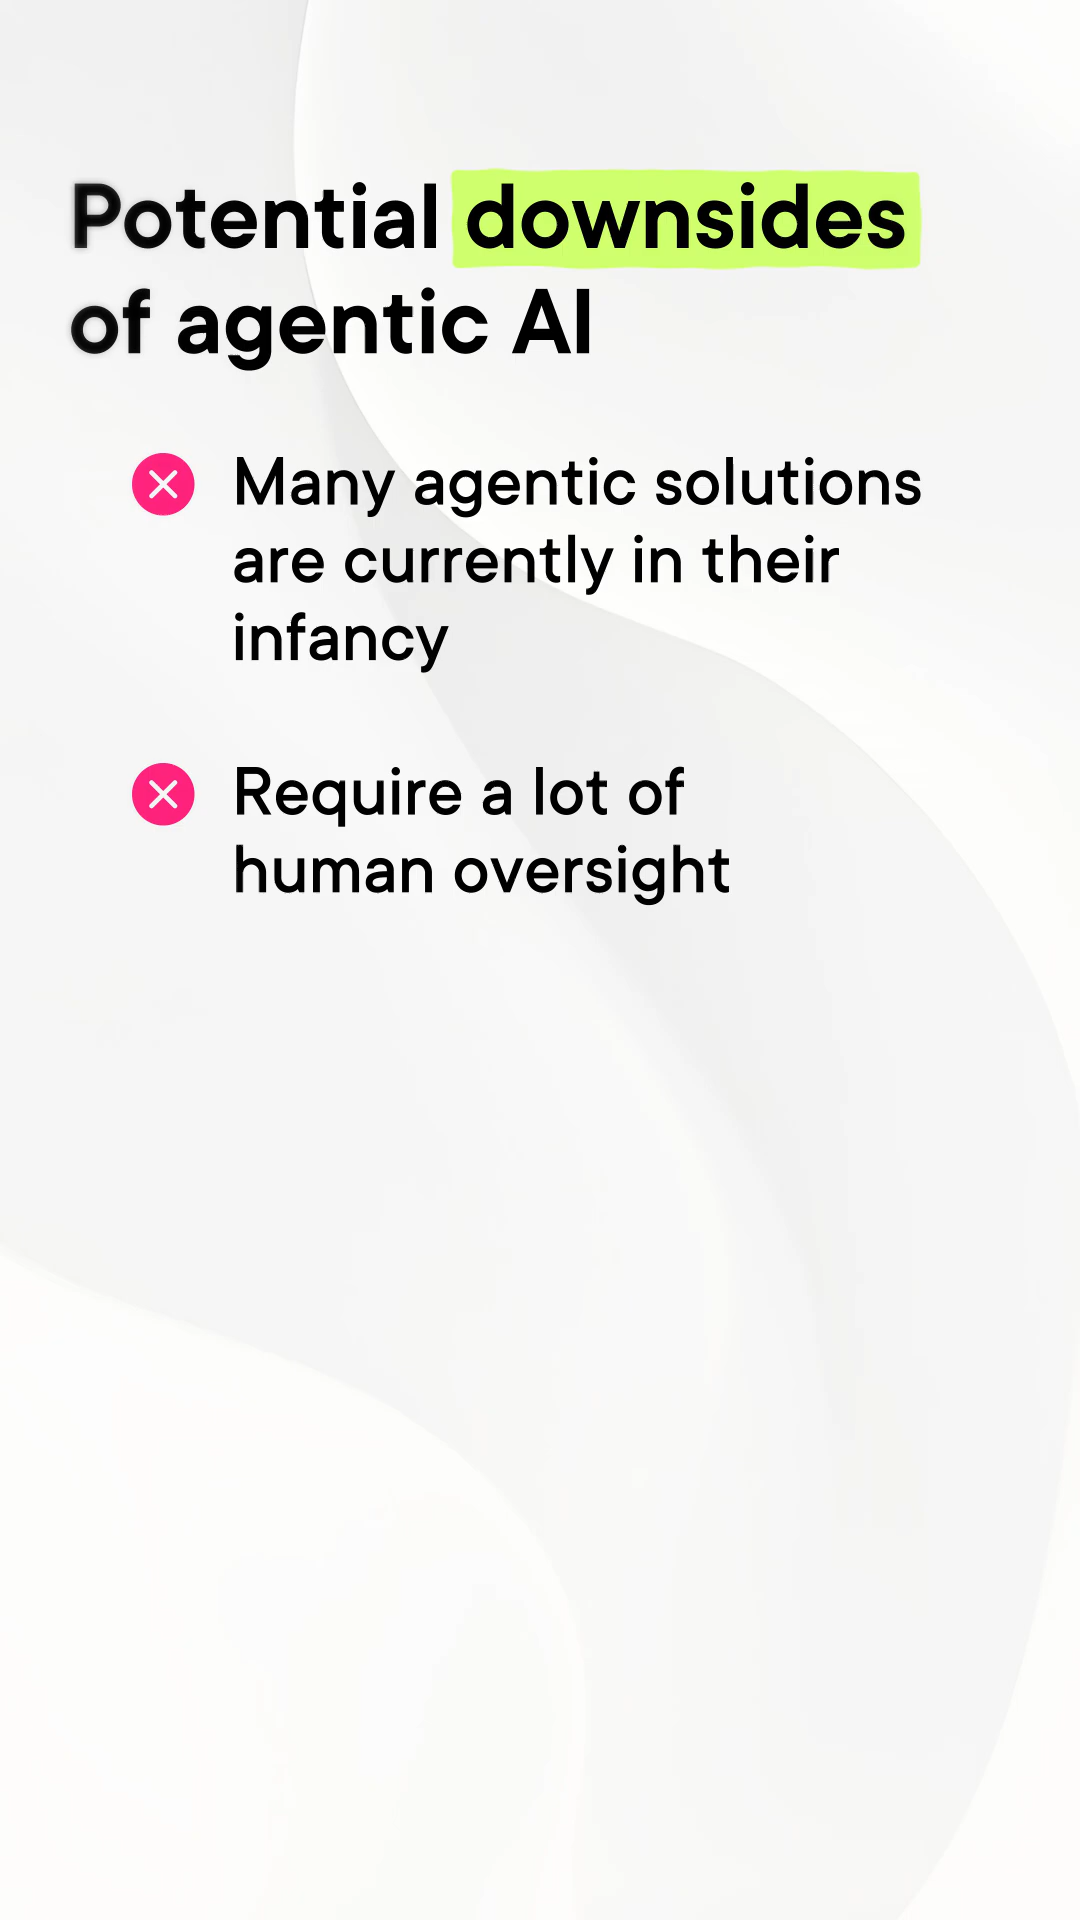 Potential downsides
of agentic AI
Many agentic solutions
are currently in their
infancy
Require a lot of
human oversight